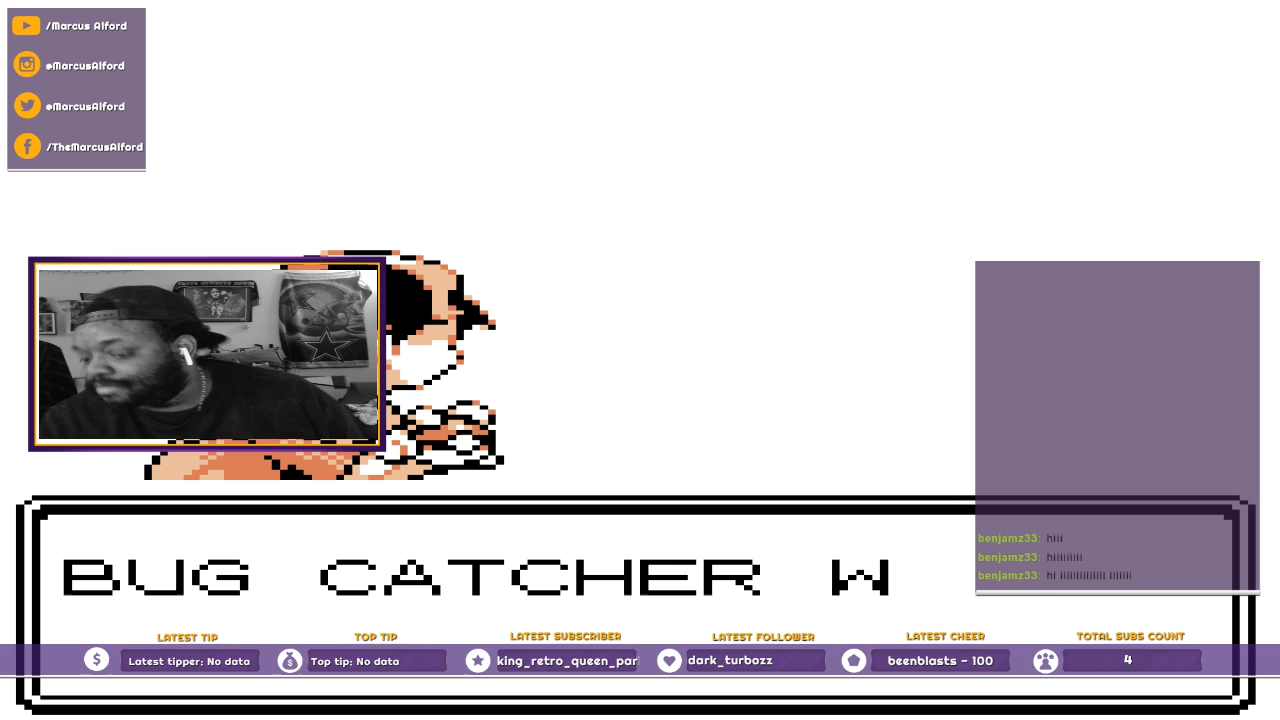 /Marcus Alford
@MarcusAlford
@MarcusAlford
/TheMarcusAlford
benjamz33: hiii
benjamz33: hiiiiiiiii
benjamz33: hi iiiiiiiiiiiiii iiiiiii
BUG CATCHER W
LATEST TIP
TOP TIP
LATEST SUBSCRIBER
LATEST FOLLOWER
LATEST CHEER
TOTAL SUBS COUNT
Latest tipper: No data
Top tip: No data
king_retro_queen_par
dark_turbozz
beenblasts - 100
4